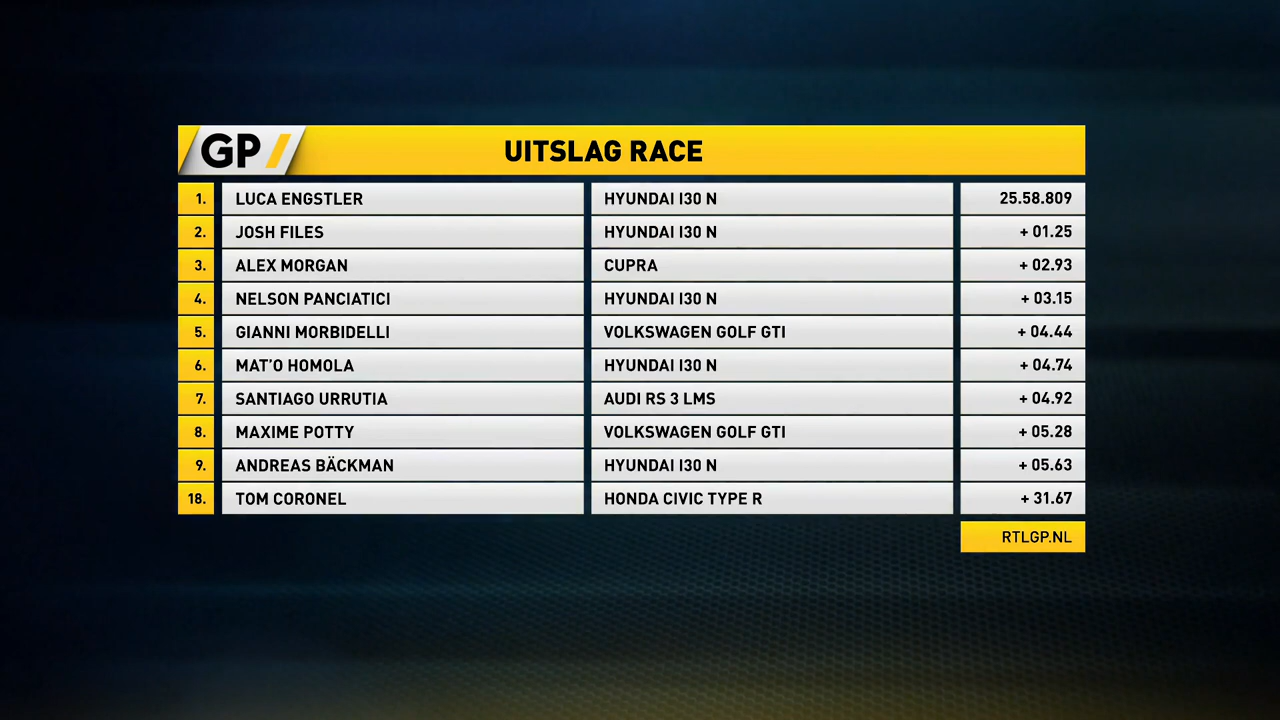 GP/ UITSLAG RACE
1. LUCA ENGSTLER HYUNDAI I30 N 25.58.809
2. JOSH FILES HYUNDAI I30 N + 01.25
3. ALEX MORGAN CUPRA + 02.93
4. NELSON PANCIATICI HYUNDAI I30 N + 03.15
5. GIANNI MORBIDELLI VOLKSWAGEN GOLF GTI + 04.44
6. MAT'O HOMOLA HYUNDAI I30 N + 04.74
7. SANTIAGO URRUTIA AUDI RS 3 LMS + 04.92
8. MAXIME POTTY VOLKSWAGEN GOLF GTI + 05.28
9. ANDREAS BÄCKMAN HYUNDAI I30 N + 05.63
18. TOM CORONEL HONDA CIVIC TYPE R + 31.67
RTLGP.NL